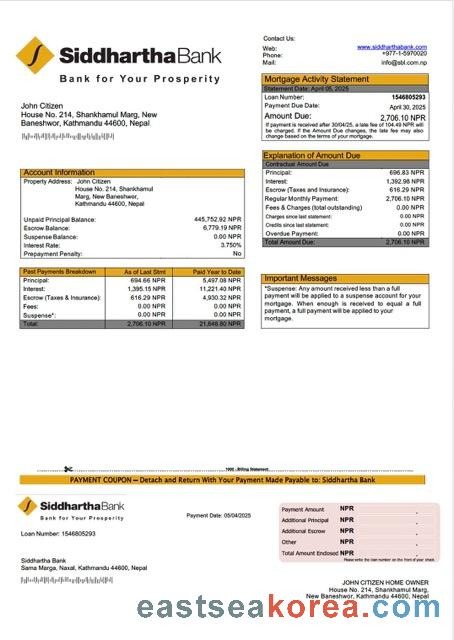 SiddharthaBank
Bank for Your Prosperity
Contact Us:
Web: www.siddharthabank.com
Phone: +977-1-5970020
Mail: info@sbl.com.np
John Citizen
House No. 214, Shankhamul Marg, New
Baneshwor, Kathmandu 44600, Nepal
Mortgage Activity Statement
Statement Date: April 05, 2025
Loan Number: 1546805293
Payment Due Date: April 30, 2025
Amount Due: 2,706.10 NPR
If payment is received after 30/04/25, a late fee of 104.49 NPR will
be charged. If the Amount Due changes, the late fee may also
change based on the terms of your mortgage.
Account Information
Property Address: John Citizen
House No. 214, Shankhamul
Marg, New Baneshwor,
Kathmandu 44600, Nepal
Unpaid Principal Balance: 445,752.92 NPR
Escrow Balance: 6,779.19 NPR
Suspense Balance: 0.00 NPR
Interest Rate: 3.750%
Prepayment Penalty: No
Explanation of Amount Due
Contractual Amount Due
Principal: 696.83 NPR
Interest: 1,392.98 NPR
Escrow (Taxes and Insurance): 616.29 NPR
Regular Monthly Payment: 2,706.10 NPR
Fees & Charges (total outstanding) 0.00 NPR
Charges since last statement: 0.00 NPR
Credits since last statement: 0.00 NPR
Overdue Payment: 0.00 NPR
Total Amount Due: 2,706.10 NPR
Past Payments Breakdown As of Last Stmt Paid Year to Date
Principal: 694.66 NPR 5,497.08 NPR
Interest: 1,395.15 NPR 11,221.40 NPR
Escrow (Taxes & Insurance): 616.29 NPR 4,930.32 NPR
Fees: 0.00 NPR 0.00 NPR
Suspense*: 0.00 NPR 0.00 NPR
Total: 2,706.10 NPR 21,648.80 NPR
Important Messages
*Suspense: Any amount received less than a full
payment will be applied to a suspense account for your
mortgage. When enough is received to equal a full
payment, a full payment will be applied to your
mortgage.
1000 - Billing Statement
PAYMENT COUPON – Detach and Return With Your Payment Made Payable to: Siddhartha Bank
SiddharthaBank
Bank for Your Prosperity
Payment Date: 05/04/2025
Loan Number: 1546805293
Payment Amount NPR
Additional Principal NPR
Additional Escrow NPR
Other NPR
Total Amount Enclosed NPR
Please write the loan number on the front of your check.
Siddhartha Bank
Sama Marga, Naxal, Kathmandu 44600, Nepal
JOHN CITIZEN HOME OWNER
House No. 214, Shankhamul Marg,
New Baneshwor, Kathmandu 44600, Nepal
eastseakorea.com